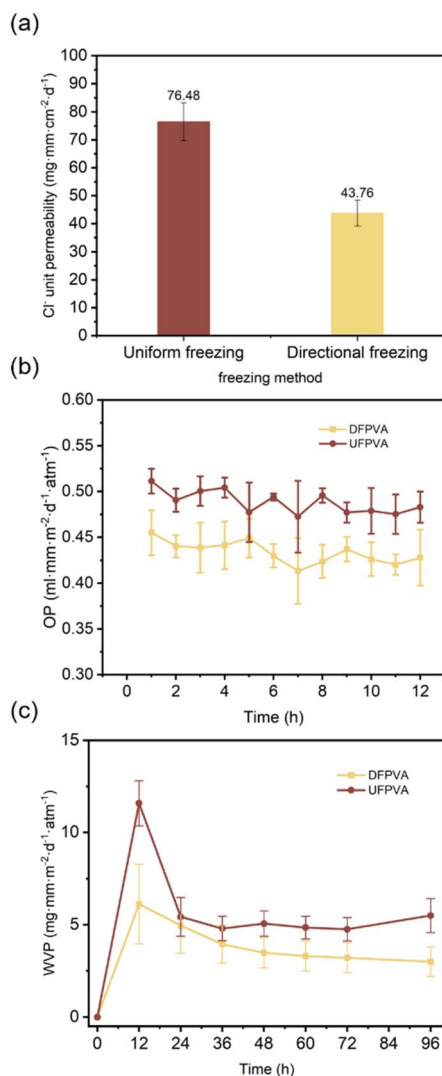 (a)
Cl⁻ unit permeability (mg·mm·cm⁻²·d⁻¹)
100
90
80
70
60
50
40
30
20
10
0
76.48
43.76
Uniform freezing
Directional freezing
freezing method
(b)
OP (ml·mm·m⁻²·d⁻¹·atm⁻¹)
0.60
0.55
0.50
0.45
0.40
0.35
0.30
DFPVA
UFPVA
0 2 4 6 8 10 12
Time (h)
(c)
WVP (mg·mm·m⁻²·d⁻¹·atm⁻¹)
15
10
5
0
DFPVA
UFPVA
0 12 24 36 48 60 72 84 96
Time (h)